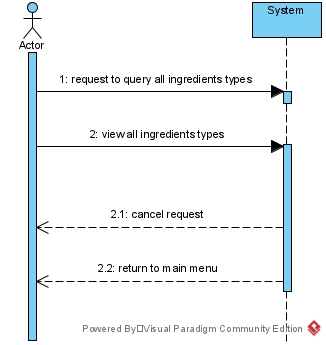 System
Actor
1: request to query all ingredients types
2: view all ingredients types
2.1: cancel request
2.2: return to main menu
Powered By Visual Paradigm Community Edition